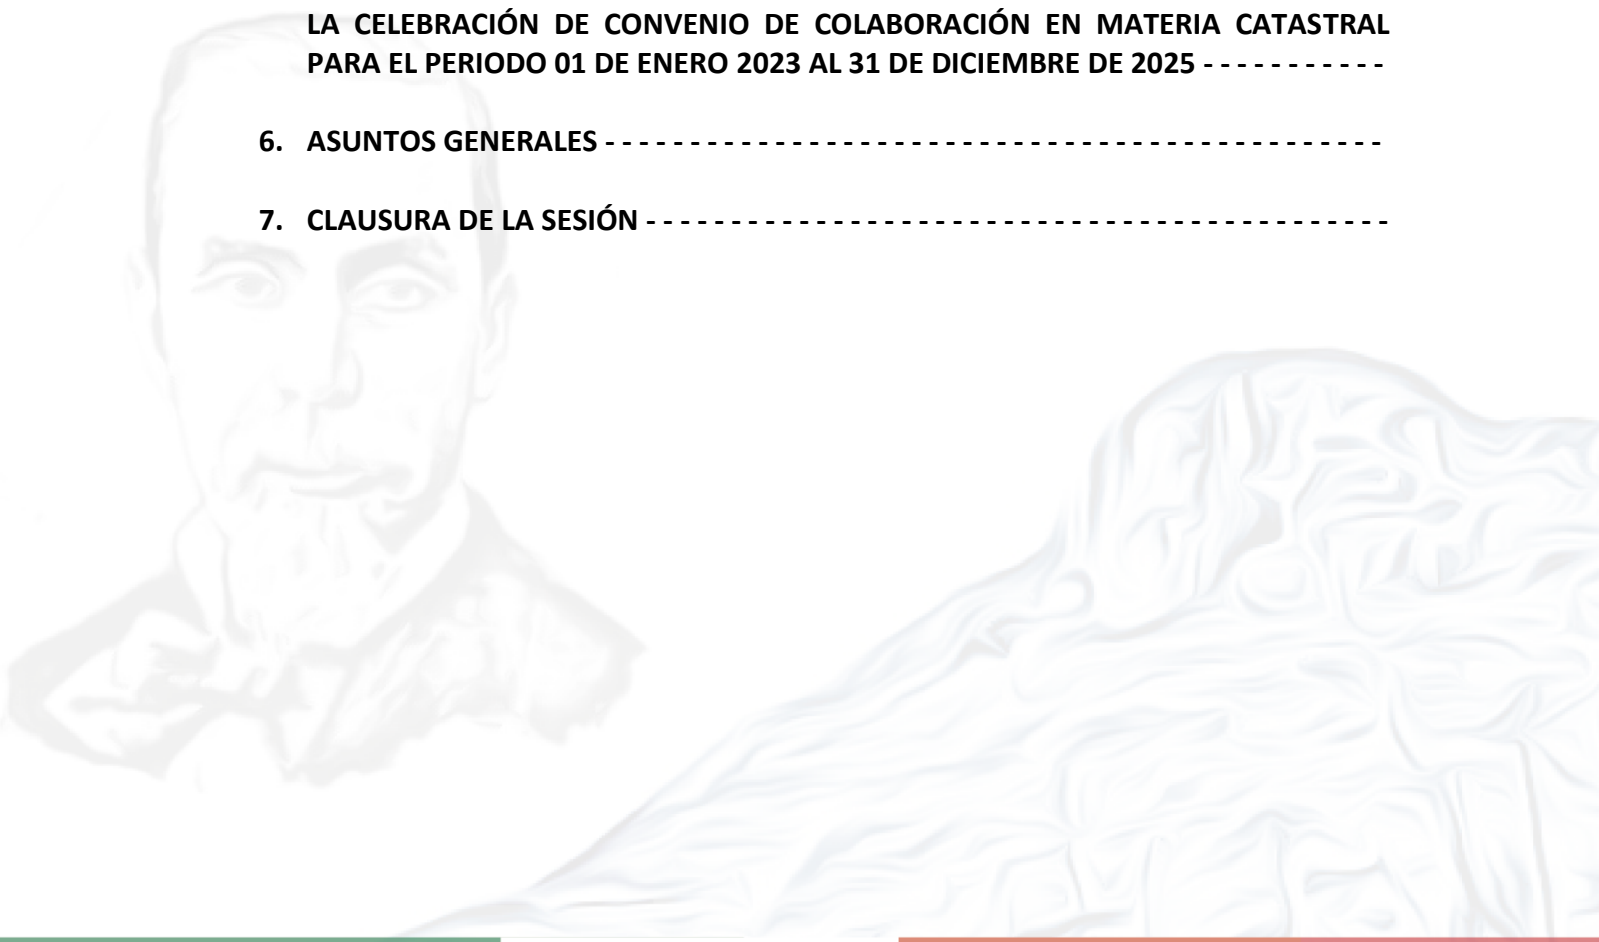 LA CELEBRACIÓN DE CONVENIO DE COLABORACIÓN EN MATERIA CATASTRAL
PARA EL PERIODO 01 DE ENERO 2023 AL 31 DE DICIEMBRE DE 2025 - - - - - - - - - - -
6. ASUNTOS GENERALES - - - - - - - - - - - - - - - - - - - - - - - - - - - - - - - - - - - - - - - - - - - - - - -
7. CLAUSURA DE LA SESIÓN - - - - - - - - - - - - - - - - - - - - - - - - - - - - - - - - - - - - - - - - - - - - -